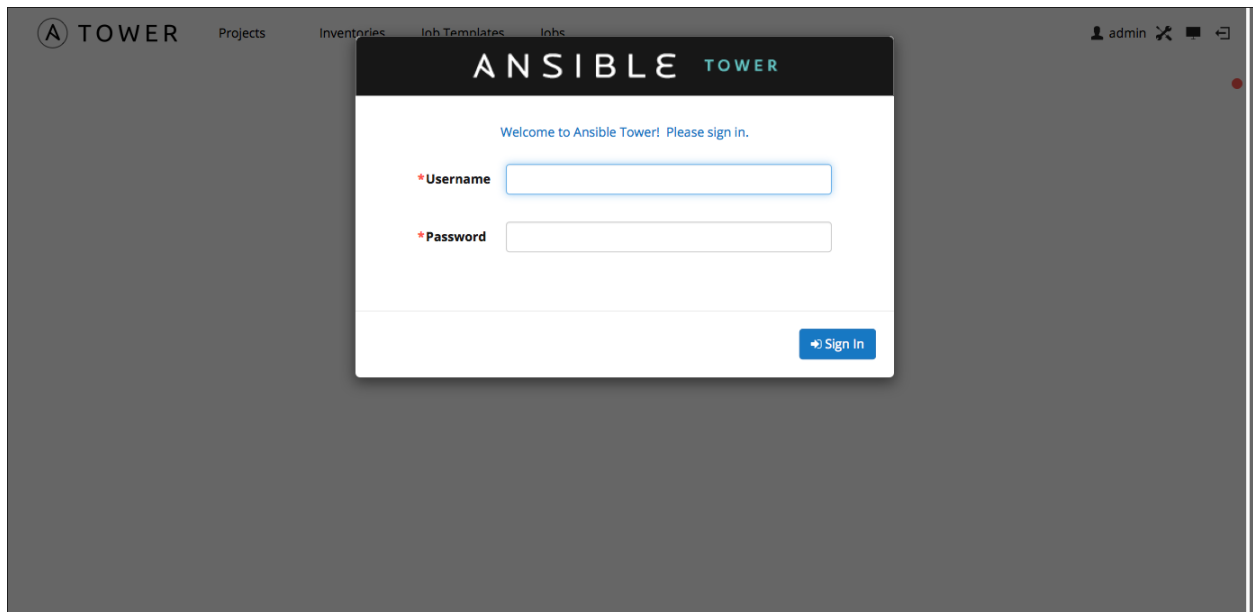 TOWER Projects Inventories Job Templates Jobs admin
ANSIBLE TOWER
Welcome to Ansible Tower! Please sign in.
*Username
*Password
Sign In